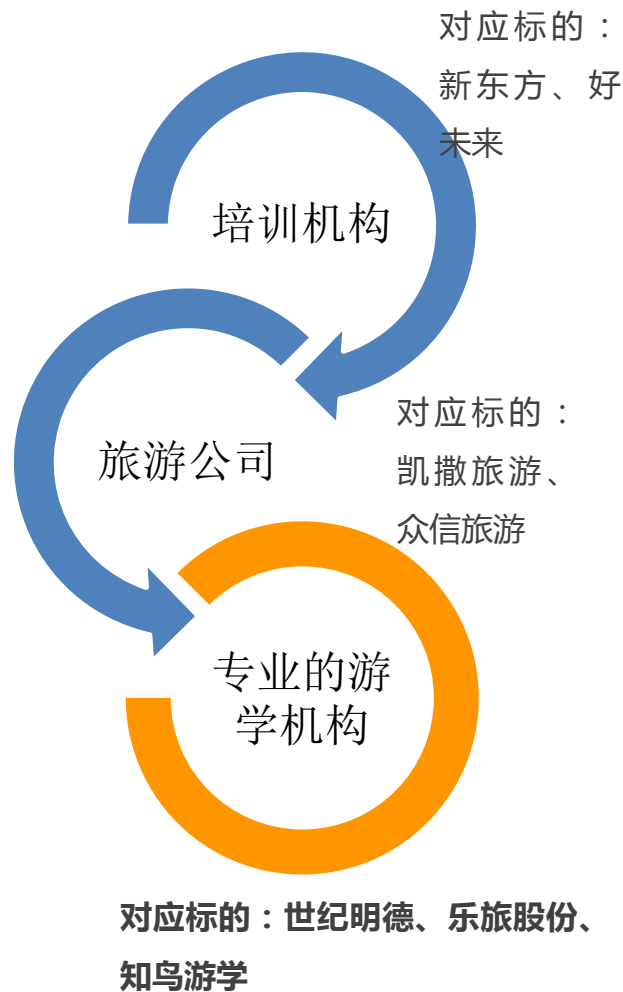 对应标的：
新东方、好
未来
培训机构
对应标的：
凯撒旅游、
众信旅游
旅游公司
专业的游
学机构
对应标的：世纪明德、乐旅股份、
知鸟游学